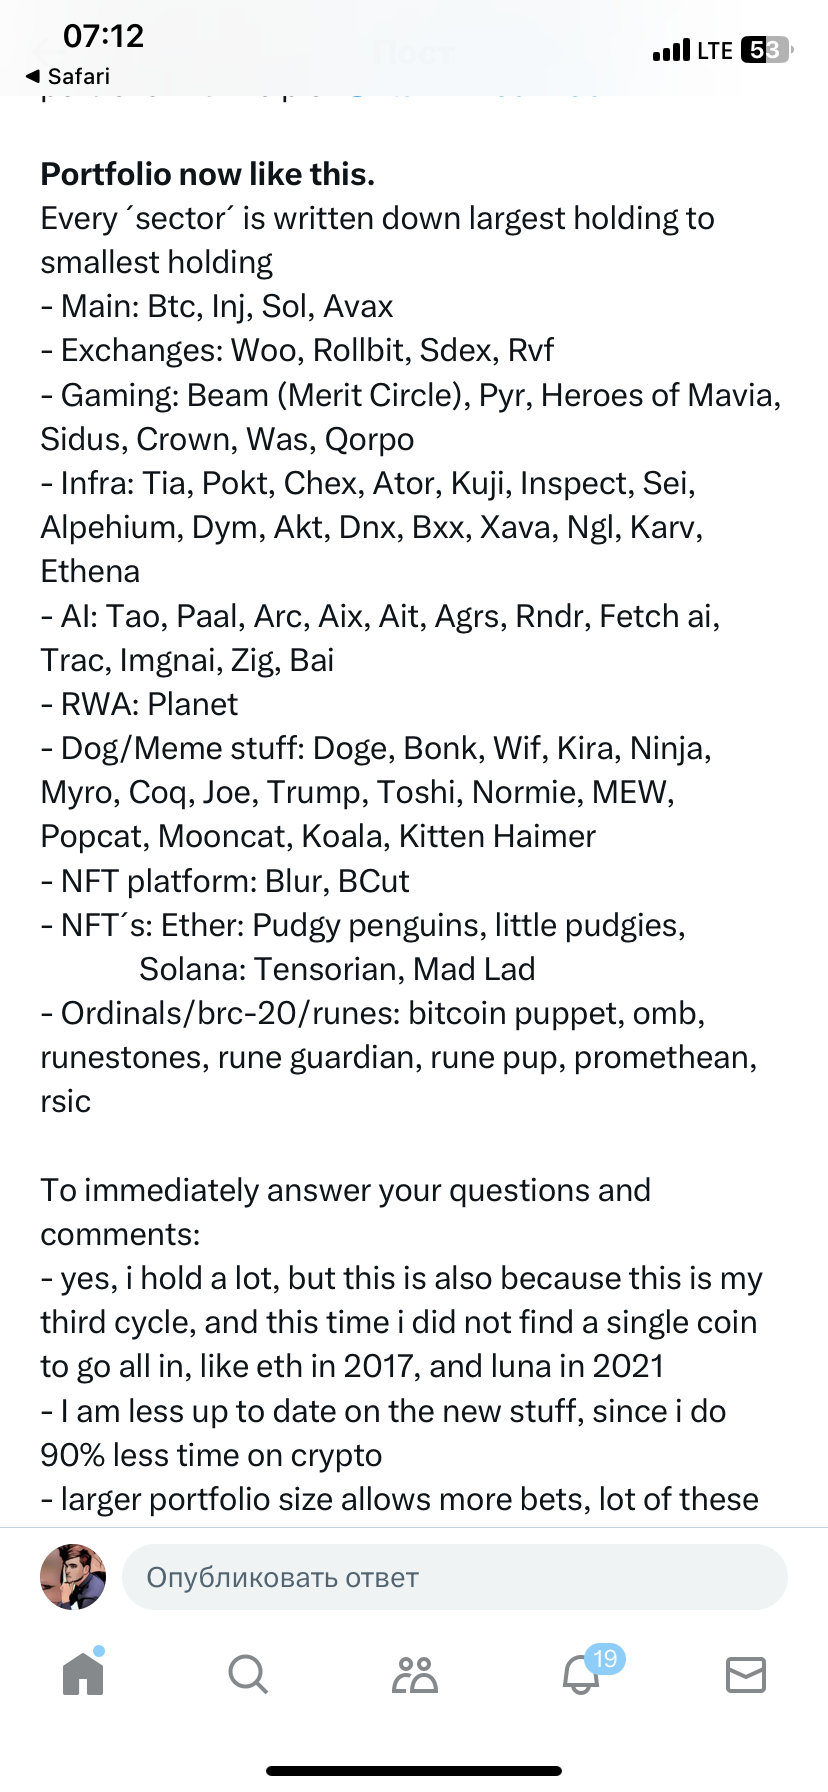 07:12
LTE 53
◀ Safari
Пост
Portfolio now like this.
Every ´sector´ is written down largest holding to
smallest holding
- Main: Btc, Inj, Sol, Avax
- Exchanges: Woo, Rollbit, Sdex, Rvf
- Gaming: Beam (Merit Circle), Pyr, Heroes of Mavia,
Sidus, Crown, Was, Qorpo
- Infra: Tia, Pokt, Chex, Ator, Kuji, Inspect, Sei,
Alpehium, Dym, Akt, Dnx, Bxx, Xava, Ngl, Karv,
Ethena
- AI: Tao, Paal, Arc, Aix, Ait, Agrs, Rndr, Fetch ai,
Trac, Imgnai, Zig, Bai
- RWA: Planet
- Dog/Meme stuff: Doge, Bonk, Wif, Kira, Ninja,
Myro, Coq, Joe, Trump, Toshi, Normie, MEW,
Popcat, Mooncat, Koala, Kitten Haimer
- NFT platform: Blur, BCut
- NFT´s: Ether: Pudgy penguins, little pudgies,
Solana: Tensorian, Mad Lad
- Ordinals/brc-20/runes: bitcoin puppet, omb,
runestones, rune guardian, rune pup, promethean,
rsic
To immediately answer your questions and
comments:
- yes, i hold a lot, but this is also because this is my
third cycle, and this time i did not find a single coin
to go all in, like eth in 2017, and luna in 2021
- I am less up to date on the new stuff, since i do
90% less time on crypto
- larger portfolio size allows more bets, lot of these
Опубликовать ответ
19